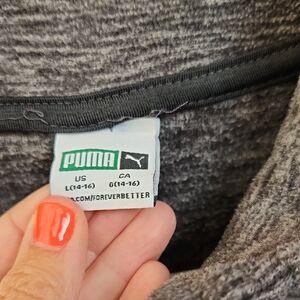 PUMA
US CA
L(14-16) G(14-16)
.COM/FOREVERBETTER